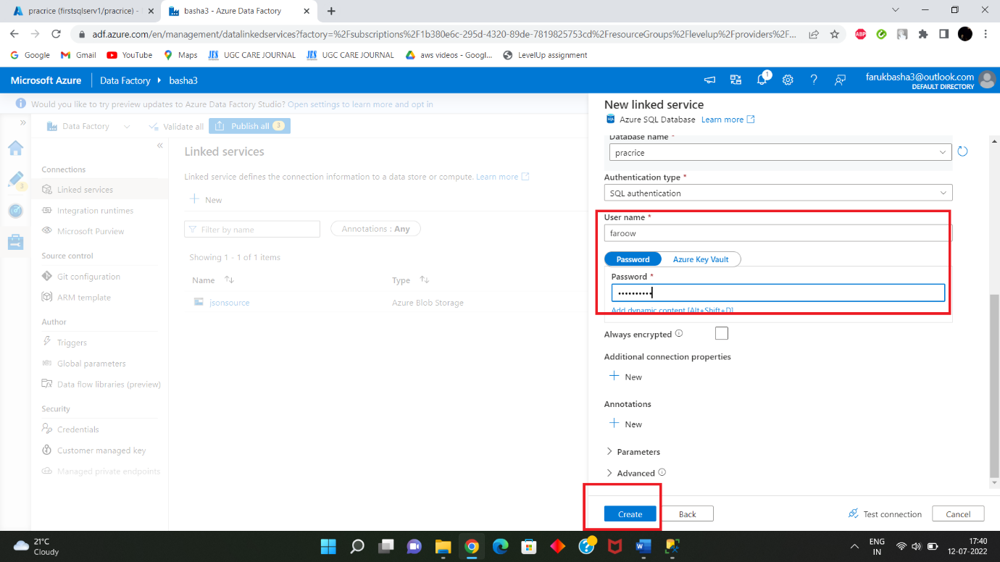 pracrice (firstsqlserv1/pracrice) -
basha3 - Azure Data Factory
adf.azure.com/en/management/datalinkedservices?factory=%2Fsubscriptions%2F1b380e6c-295d-4320-89de-7819825753cd%2FresourceGroups%2Flevelup%2Fproviders%2F...
ABP
Google
Gmail
YouTube
Maps
JES UGC CARE JOURNAL
JES UGC CARE JOURNAL
aws videos - Googl...
LevelUp assignment
Microsoft Azure
Data Factory
basha3
1
farukbasha3@outlook.com
DEFAULT DIRECTORY
Would you like to try preview updates to Azure Data Factory Studio? Open settings to learn more and opt in
Data Factory
Validate all
Publish all 3
3
Connections
Linked services
Integration runtimes
Microsoft Purview
Source control
Git configuration
ARM template
Author
Triggers
Global parameters
Data flow libraries (preview)
Security
Credentials
Customer managed key
Managed private endpoints
Linked services
Linked service defines the connection information to a data store or compute. Learn more
New
Filter by name
Annotations : Any
Showing 1 - 1 of 1 items
Name
Type
jsonsource
Azure Blob Storage
New linked service
SQL
Azure SQL Database Learn more
Database name *
pracrice
Authentication type *
SQL authentication
User name *
faroow
Password
Azure Key Vault
Password *
••••••••••
Add dynamic content [Alt+Shift+D]
Always encrypted
Additional connection properties
New
Annotations
New
Parameters
Advanced
Create
Back
Test connection
Cancel
21°C
Cloudy
ENG
IN
17:40
12-07-2022